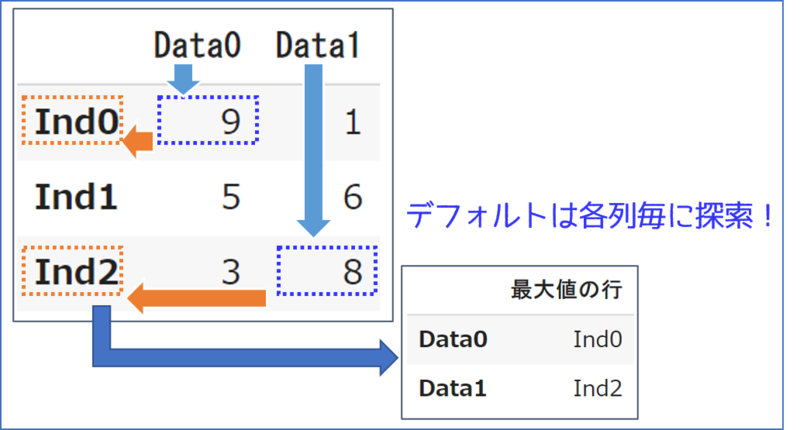 Data0 Data1
Ind0 9 1
Ind1 5 6
Ind2 3 8
デフォルトは各列毎に探索！
最大値の行
Data0 Ind0
Data1 Ind2